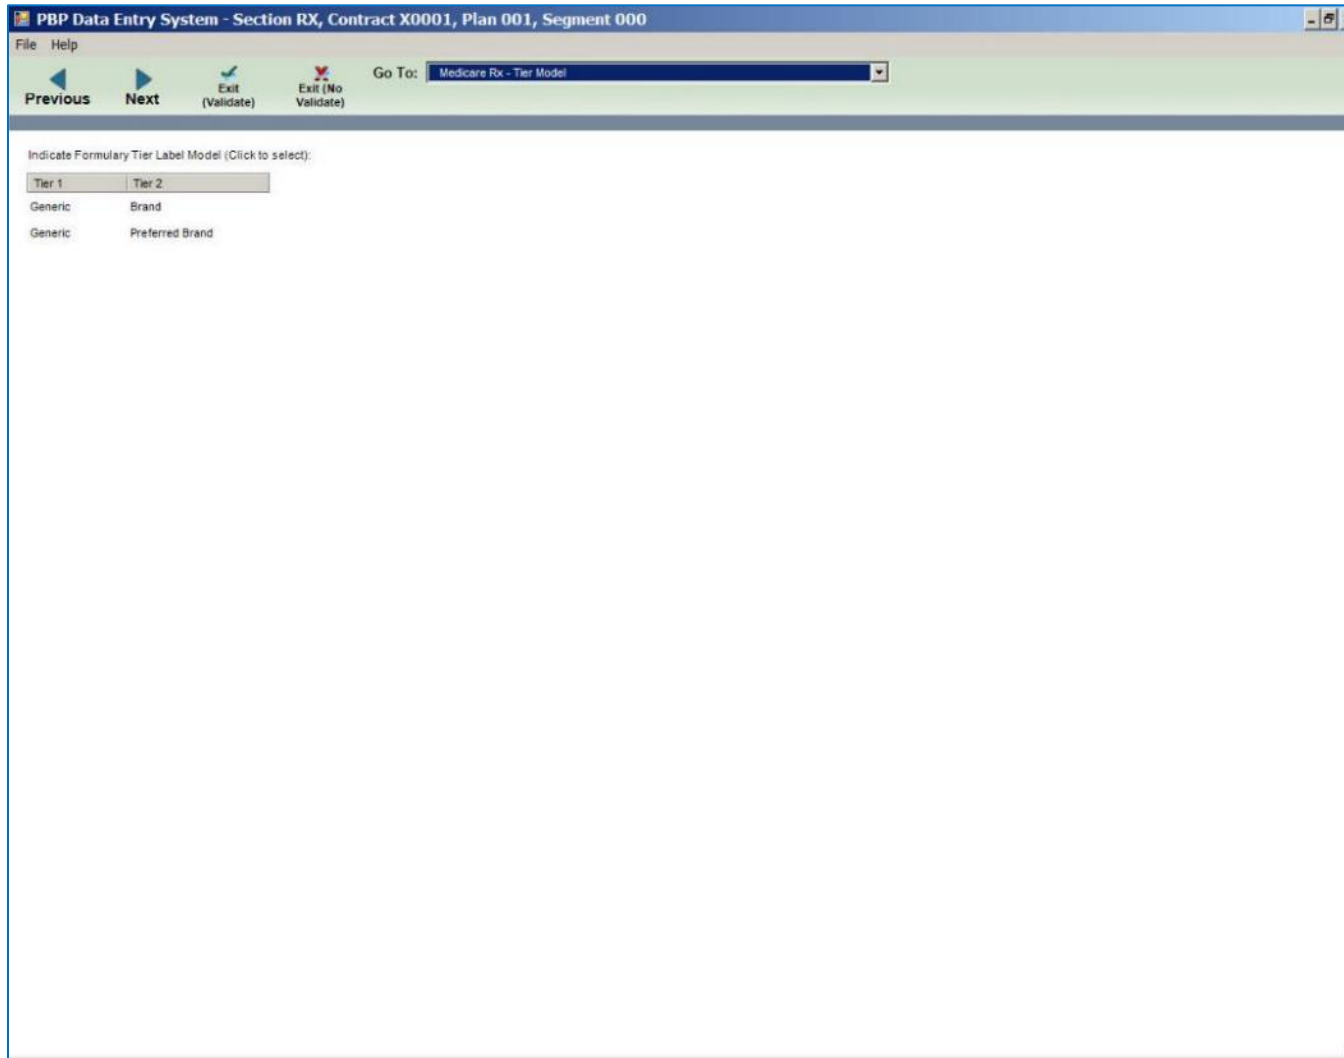 PBP Data Entry System - Section RX, Contract X0001, Plan 001, Segment 000
File Help
Previous Next Exit (Validate) Exit (No Validate) Go To: Medicare Rx - Tier Model
Indicate Formulary Tier Label Model (Click to select):
Tier 1 Tier 2
Generic Brand
Generic Preferred Brand